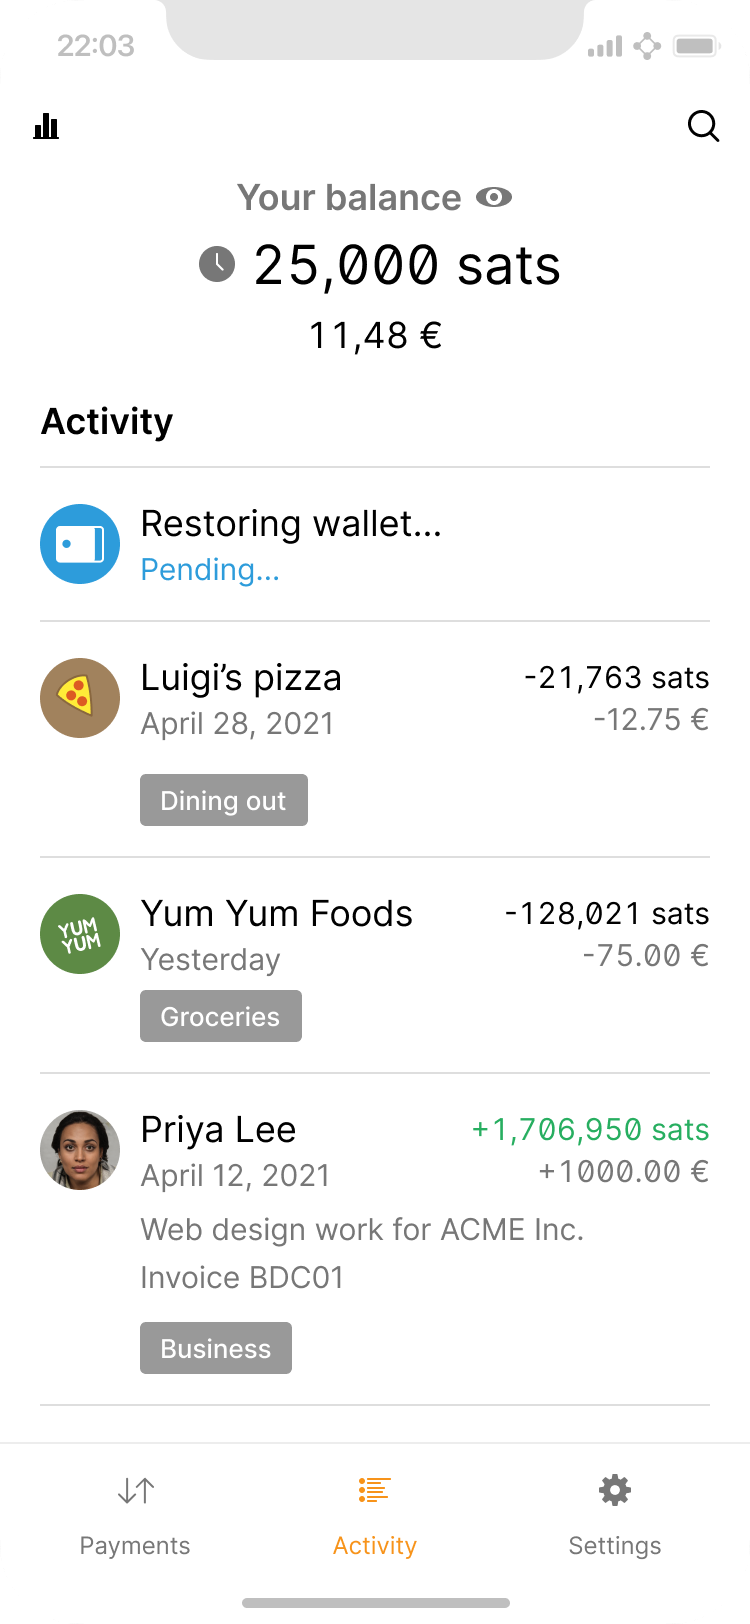 22:03
Your balance
25,000 sats
11,48 €
Activity
Restoring wallet...
Pending...
Luigi’s pizza
-21,763 sats
April 28, 2021
-12.75 €
Dining out
YUM
YUM
Yum Yum Foods
-128,021 sats
Yesterday
-75.00 €
Groceries
Priya Lee
+1,706,950 sats
April 12, 2021
+1000.00 €
Web design work for ACME Inc.
Invoice BDC01
Business
Payments
Activity
Settings